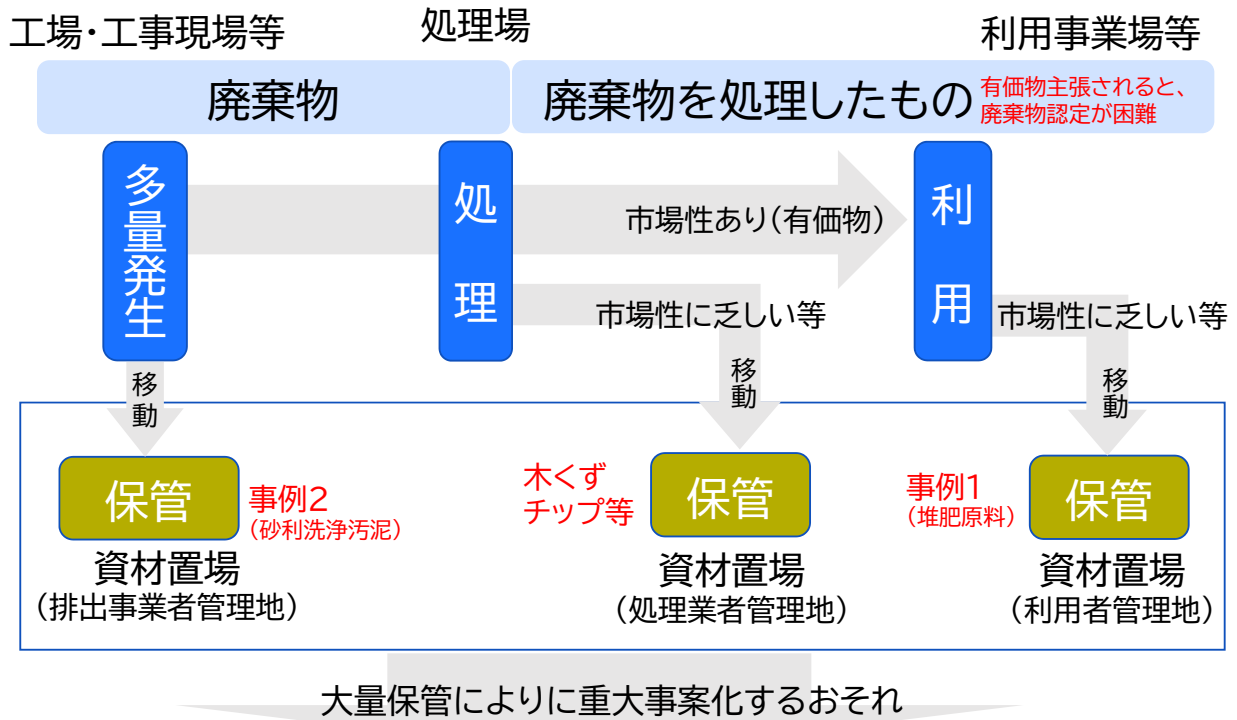 工場・工事現場等
処理場
利用事業場等
廃棄物
廃棄物を処理したもの
有価物主張されると、
廃棄物認定が困難
多量発生
処理
利用
市場性あり(有価物)
市場性に乏しい等
市場性に乏しい等
移動
移動
移動
保管
事例2
(砂利洗浄汚泥)
資材置場
(排出事業者管理地)
木くず
チップ等
保管
資材置場
(処理業者管理地)
事例1
(堆肥原料)
保管
資材置場
(利用者管理地)
大量保管によりに重大事案化するおそれ